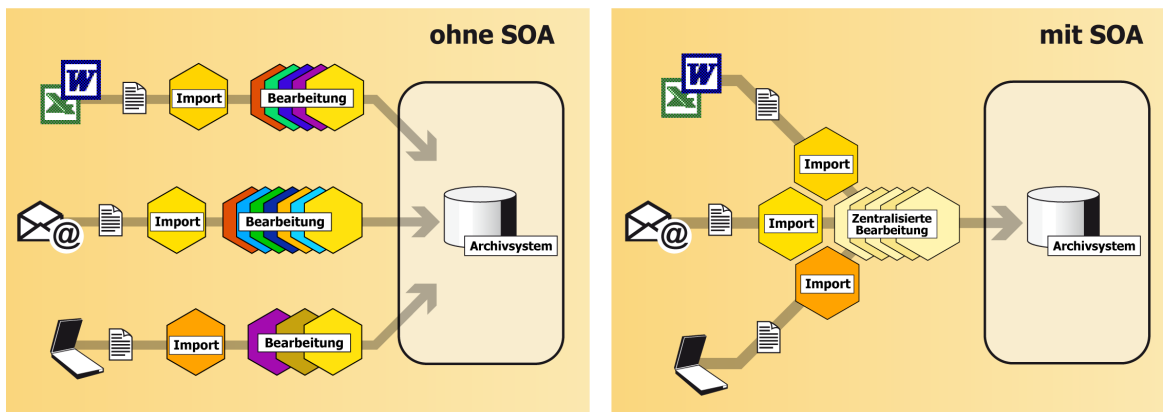 ohne SOA
W
X
Import
Bearbeitung
@
Import
Bearbeitung
Archivsystem
Import
Bearbeitung
mit SOA
W
X
Import
@
Import
Zentralisierte
Bearbeitung
Archivsystem
Import